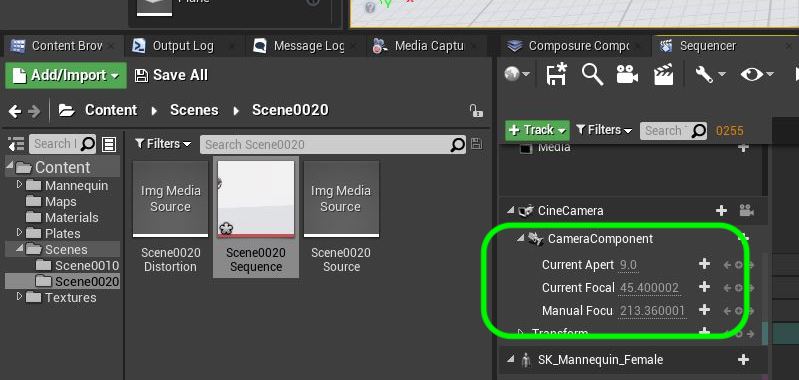 Plane
Y
Content Brov
Output Log
Message Log
Media Captu
Composure Compo
Sequencer
Add/Import
Save All
Content
Scenes
Scene0020
+ Track
Filters
Search
0255
Filters
Search Scene0020
Content
Mannequin
Maps
Materials
Plates
Scenes
Scene0010
Scene0020
Textures
Img Media
Source
Img Media
Source
Scene0020
Distortion
Scene0020
Sequence
Scene0020
Source
Media
CineCamera
CameraComponent
Current Apert 9.0
Current Focal 45.400002
Manual Focu 213.360001
Transform
SK_Mannequin_Female